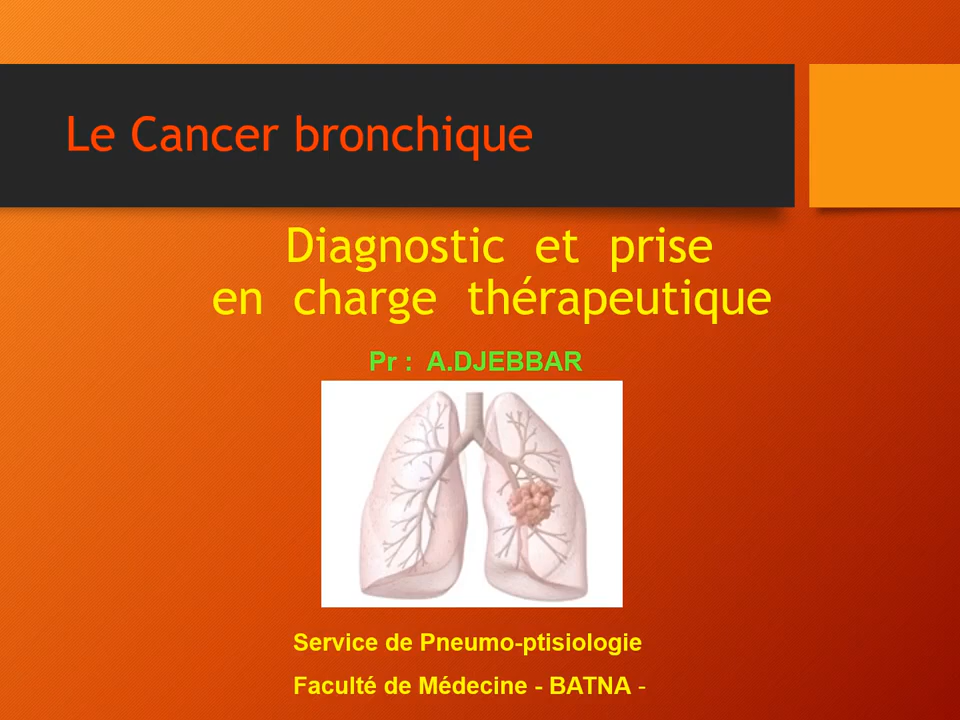 Le Cancer bronchique
Diagnostic et prise
en charge thérapeutique
Pr : A.DJEBBAR
Service de Pneumo-ptisiologie
Faculté de Médecine - BATNA -